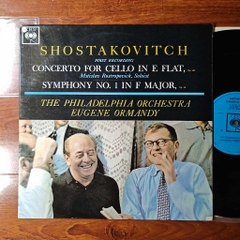 CBS
SHOSTAKOVITCH
FIRST RECORDING
CONCERTO FOR CELLO IN E FLAT,
Mstislav Rostropovich, Soloist
SYMPHONY NO. 1 IN F MAJOR,
THE PHILADELPHIA ORCHESTRA
EUGENE ORMANDY